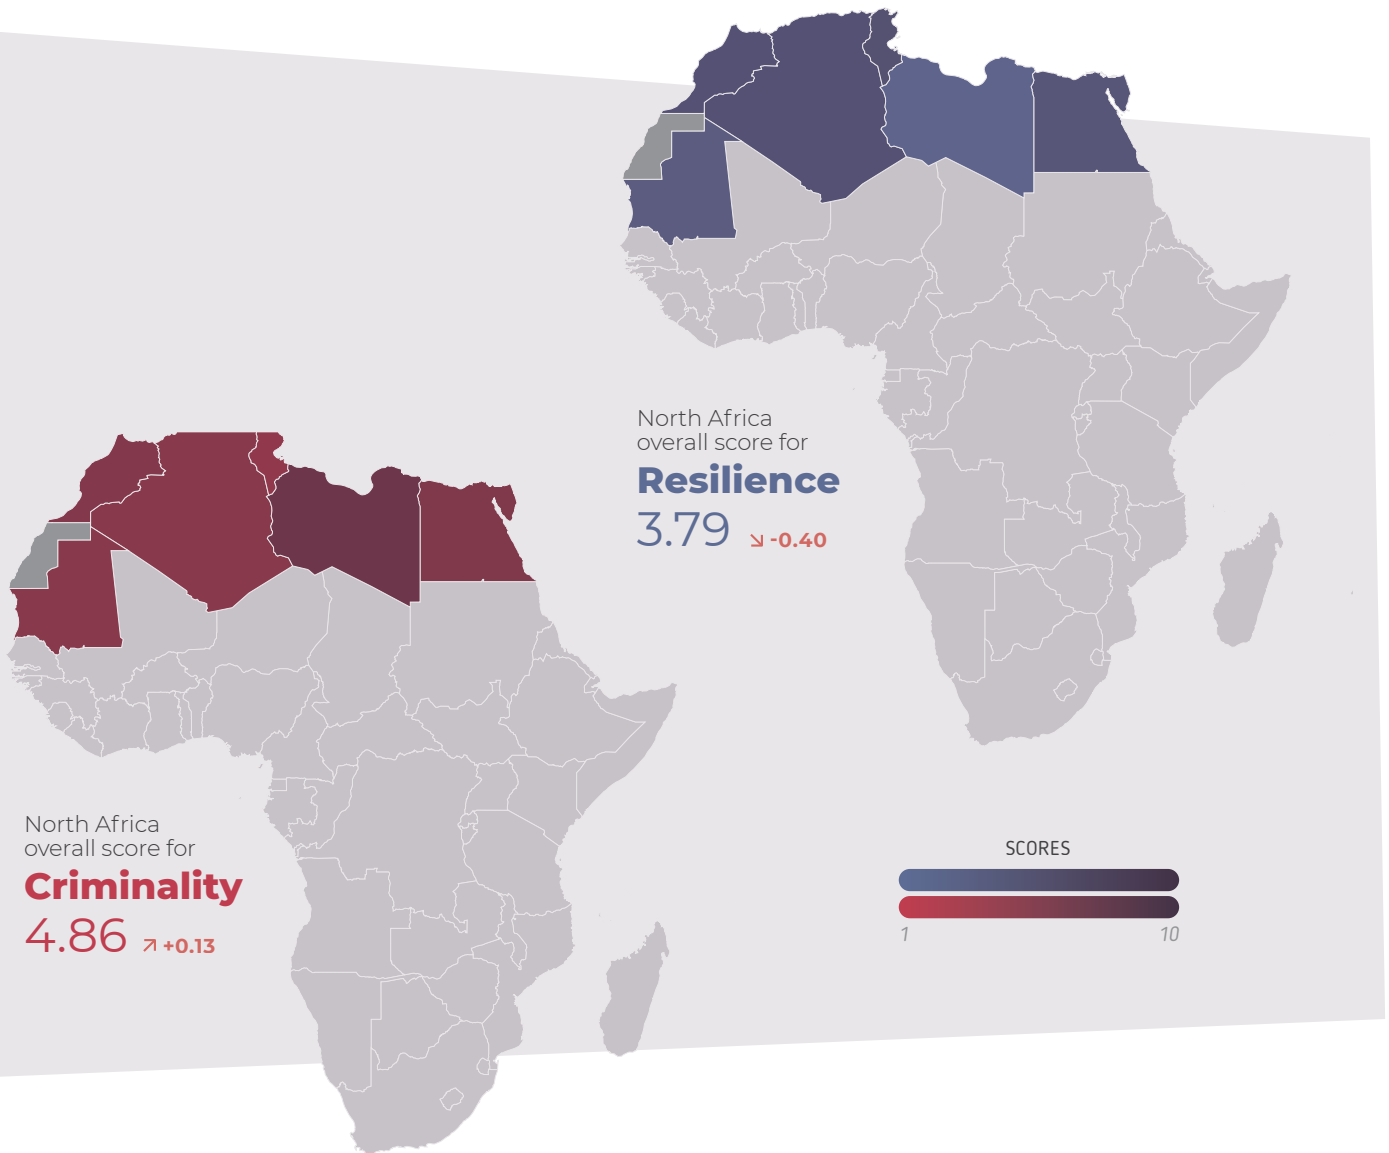 North Africa
overall score for
Resilience
3.79 ↘ -0.40
North Africa
overall score for
Criminality
4.86 ↗ +0.13
SCORES
1 10